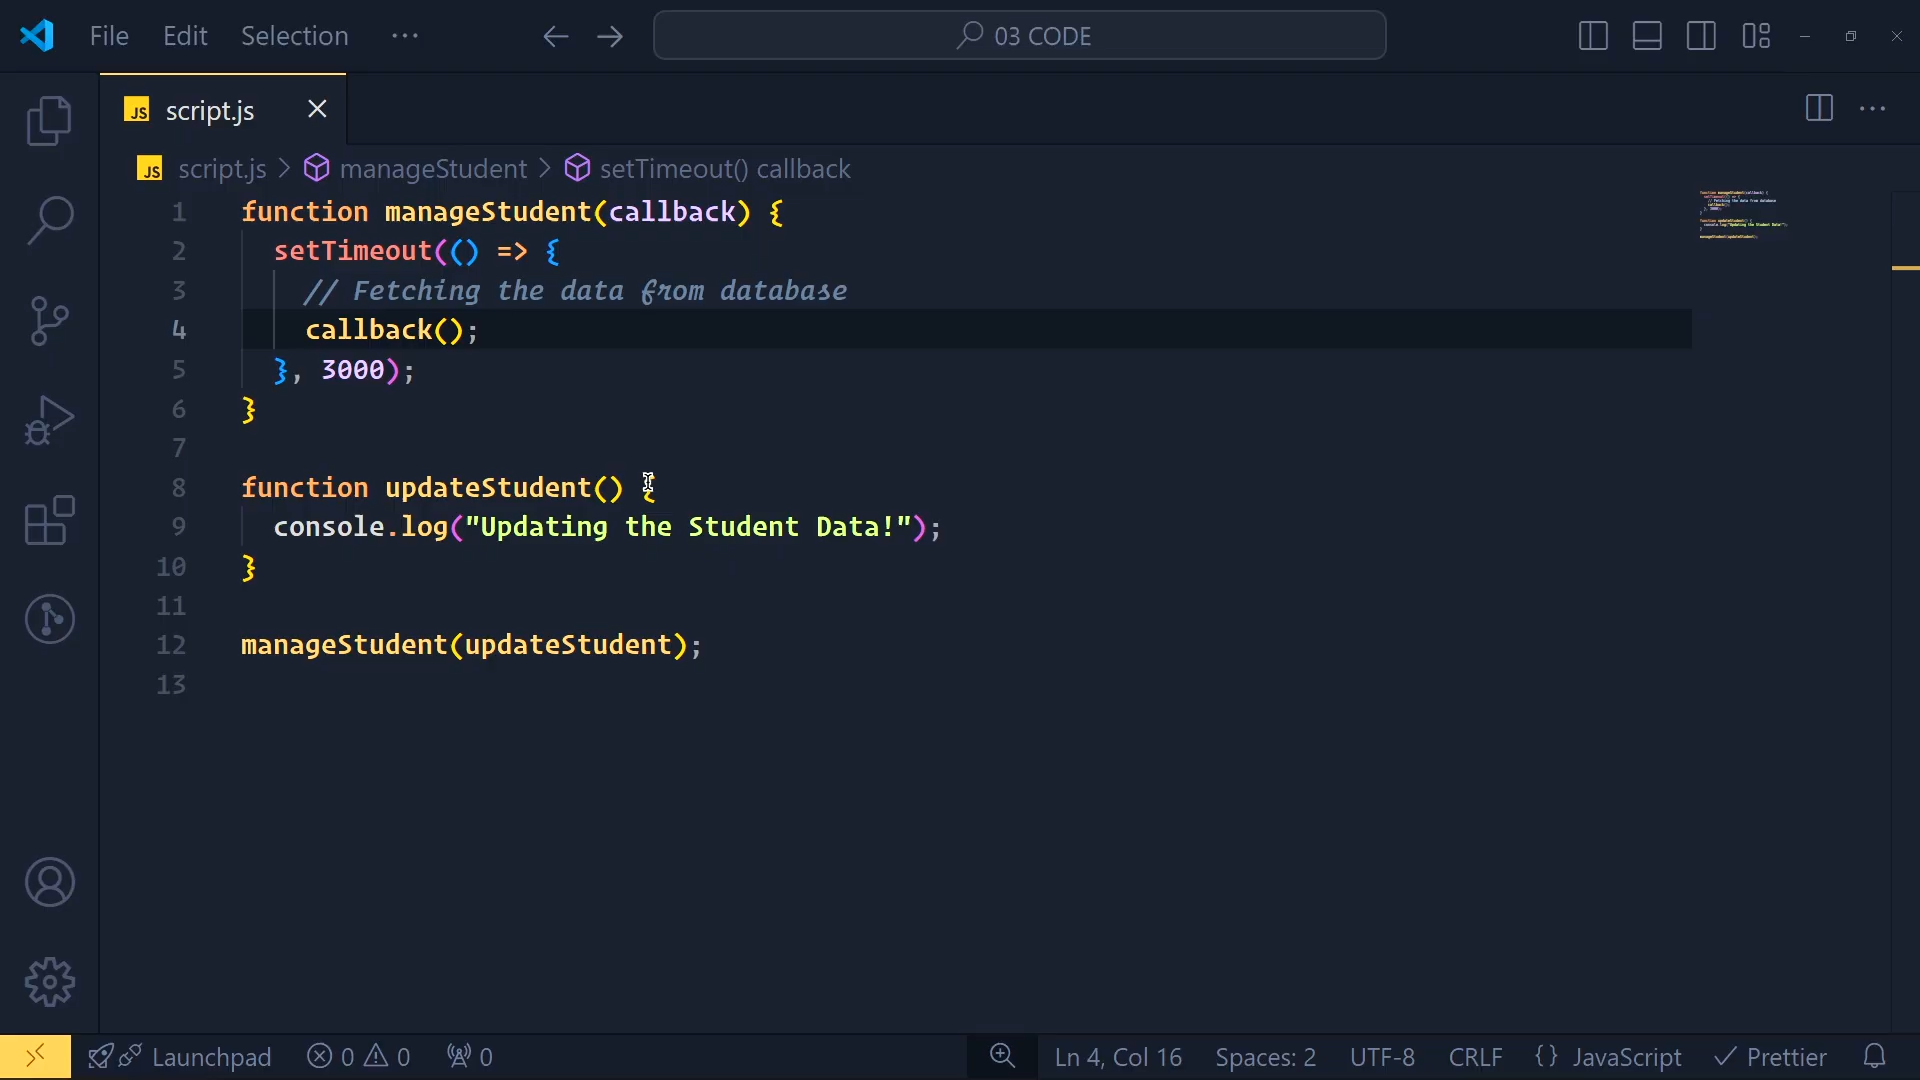 File Edit Selection ··· 03 CODE
JS script.js
JS script.js > manageStudent > setTimeout() callback
1 function manageStudent(callback) {
2 setTimeout(() => {
3 // Fetching the data from database
4 callback();
5 }, 3000);
6 }
7
8 function updateStudent() {
9 console.log("Updating the Student Data!");
10 }
11
12 manageStudent(updateStudent);
13
Launchpad 0 0 0 Ln 4, Col 16 Spaces: 2 UTF-8 CRLF {} JavaScript Prettier